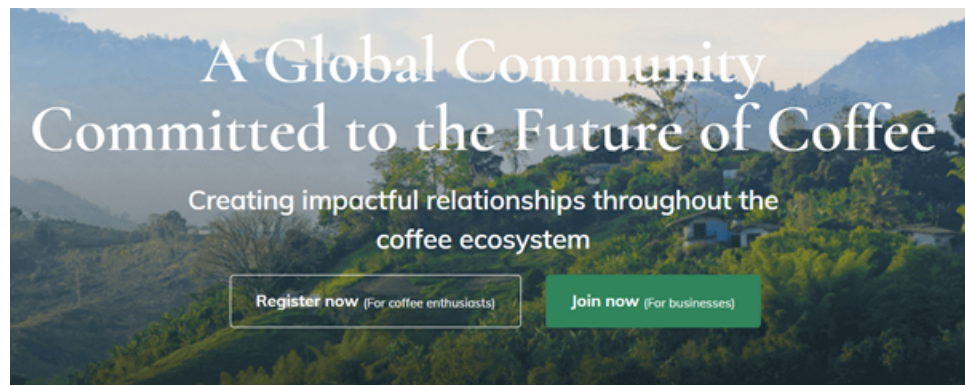 A Global Community
Committed to the Future of Coffee
Creating impactful relationships throughout the
coffee ecosystem
Register now (For coffee enthusiasts)
Join now (For businesses)